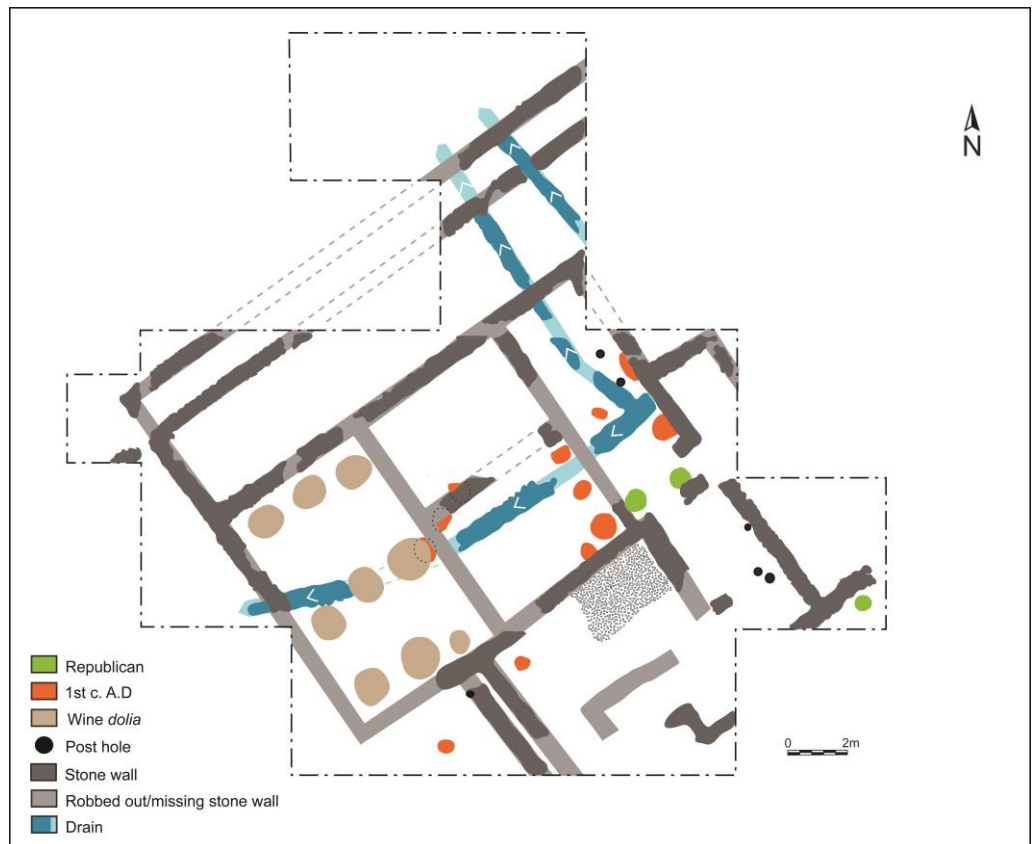 N
Republican
1st c. A.D
Wine dolia
Post hole
Stone wall
Robbed out/missing stone wall
Drain
0 2m